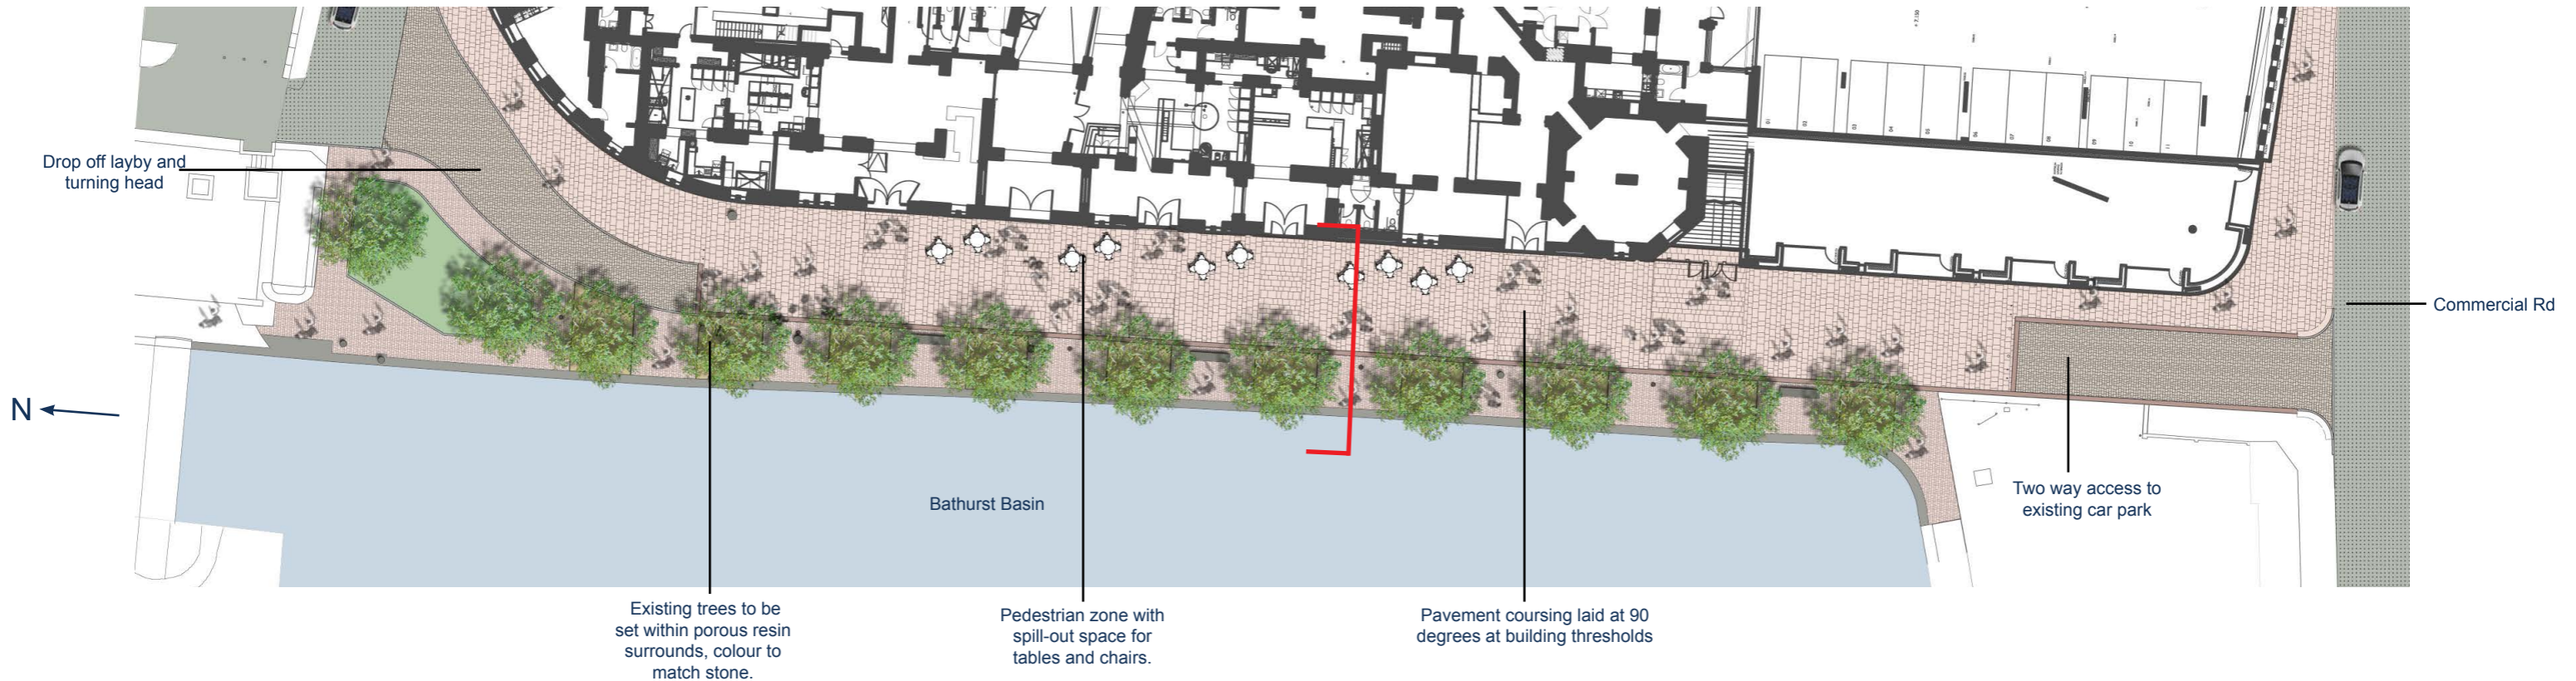 Drop off layby and
turning head
Commercial Rd
N
Bathurst Basin
Two way access to
existing car park
Existing trees to be
set within porous resin
surrounds, colour to
match stone.
Pedestrian zone with
spill-out space for
tables and chairs.
Pavement coursing laid at 90
degrees at building thresholds